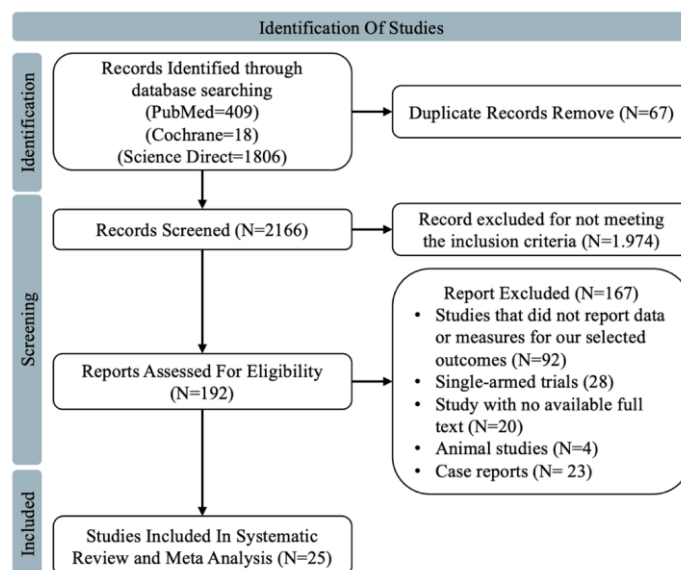 Identification Of Studies
Identification
Records Identified through
database searching
(PubMed=409)
(Cochrane=18)
(Science Direct=1806)
Duplicate Records Remove (N=67)
Screening
Records Screened (N=2166)
Record excluded for not meeting
the inclusion criteria (N=1.974)
Reports Assessed For Eligibility
(N=192)
Report Excluded (N=167)
• Studies that did not report data
or measures for our selected
outcomes (N=92)
• Single-armed trials (28)
• Study with no available full
text (N=20)
• Animal studies (N=4)
• Case reports (N= 23)
Included
Studies Included In Systematic
Review and Meta Analysis (N=25)